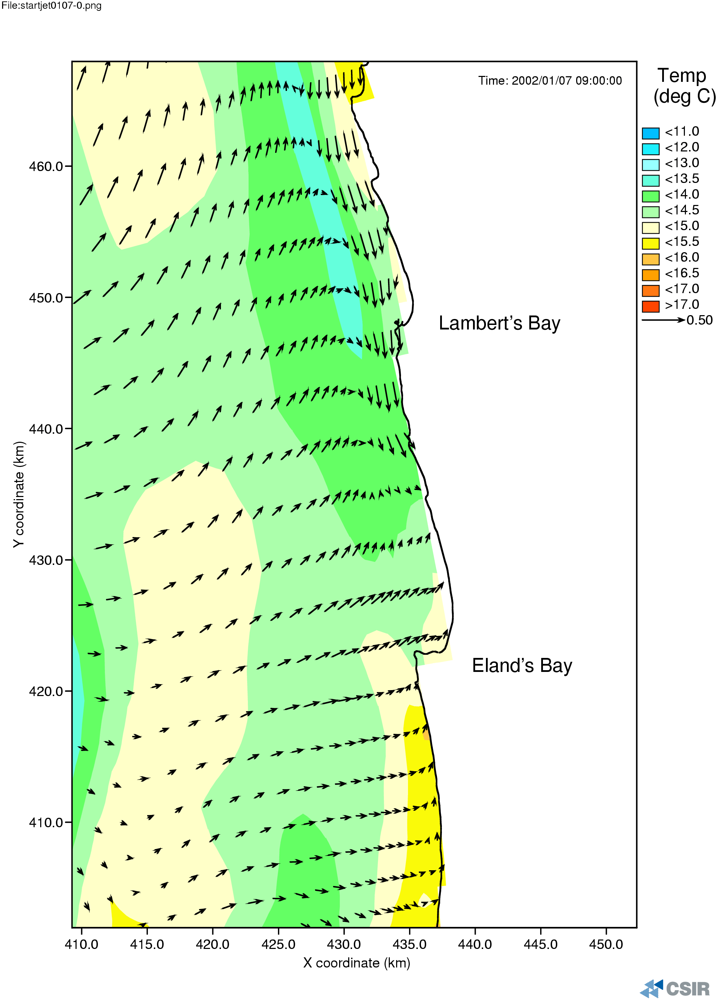 File:startjet0107-0.png
Time: 2002/01/07 09:00:00
Temp
(deg C)
<11.0
<12.0
<13.0
<13.5
<14.0
<14.5
<15.0
<15.5
<16.0
<16.5
<17.0
>17.0
0.50
460.0
450.0
440.0
430.0
420.0
410.0
Y coordinate (km)
Lambert's Bay
Eland's Bay
410.0 415.0 420.0 425.0 430.0 435.0 440.0 445.0 450.0
X coordinate (km)
CSIR